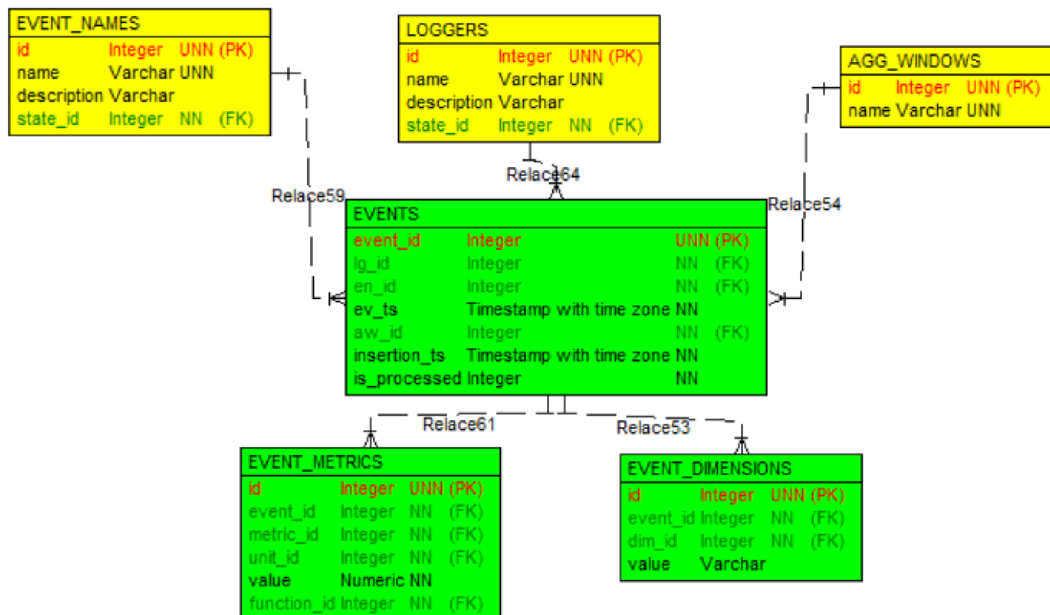 EVENT_NAMES
id Integer UNN (PK)
name Varchar UNN
description Varchar
state_id Integer NN (FK)
LOGGERS
id Integer UNN (PK)
name Varchar UNN
description Varchar
state_id Integer NN (FK)
AGG_WINDOWS
id Integer UNN (PK)
name Varchar UNN
Relace59
Relace64
Relace54
EVENTS
event_id Integer UNN (PK)
lg_id Integer NN (FK)
en_id Integer NN (FK)
ev_ts Timestamp with time zone NN
aw_id Integer NN (FK)
insertion_ts Timestamp with time zone NN
is_processed Integer NN
Relace61
Relace53
EVENT_METRICS
id Integer UNN (PK)
event_id Integer NN (FK)
metric_id Integer NN (FK)
unit_id Integer NN (FK)
value Numeric NN
function_id Integer NN (FK)
EVENT_DIMENSIONS
id Integer UNN (PK)
event_id Integer NN (FK)
dim_id Integer NN (FK)
value Varchar